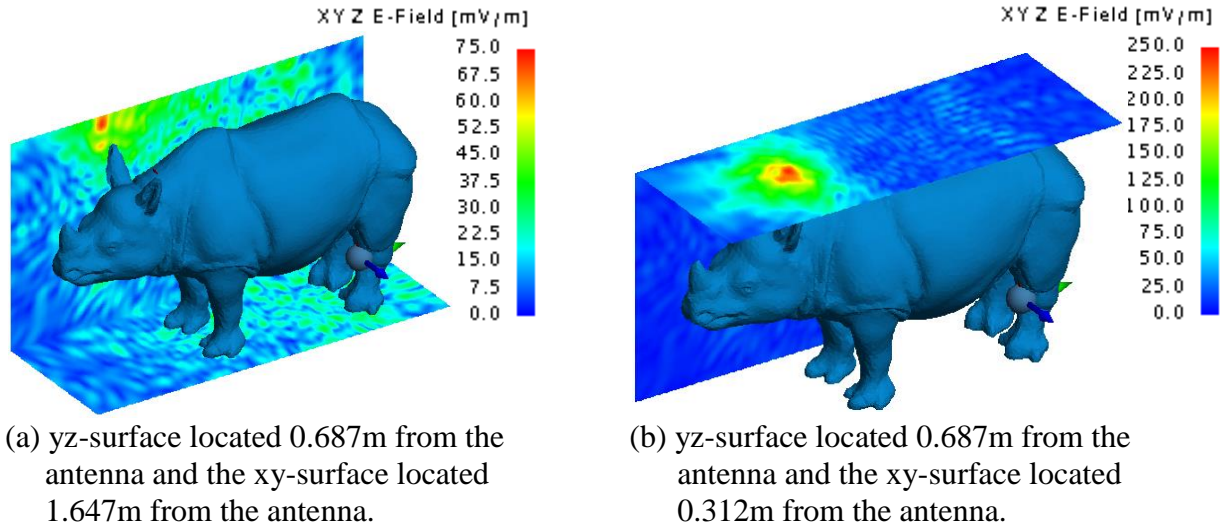 XYZ E-Field [mV/m]
75.0
67.5
60.0
52.5
45.0
37.5
30.0
22.5
15.0
7.5
0.0
(a) yz-surface located 0.687m from the
antenna and the xy-surface located
1.647m from the antenna.
XYZ E-Field [mV/m]
250.0
225.0
200.0
175.0
150.0
125.0
100.0
75.0
50.0
25.0
0.0
(b) yz-surface located 0.687m from the
antenna and the xy-surface located
0.312m from the antenna.